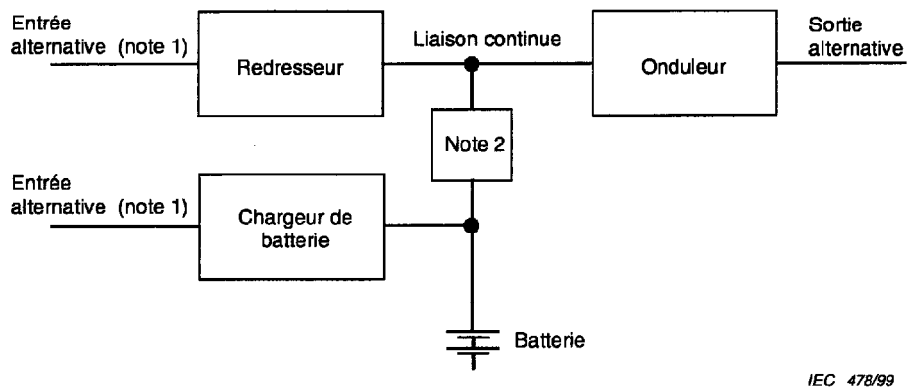 Entrée
alternative (note 1)
Redresseur
Liaison continue
Onduleur
Sortie
alternative
Note 2
Entrée
alternative (note 1)
Chargeur de
batterie
Batterie
IEC 478/99